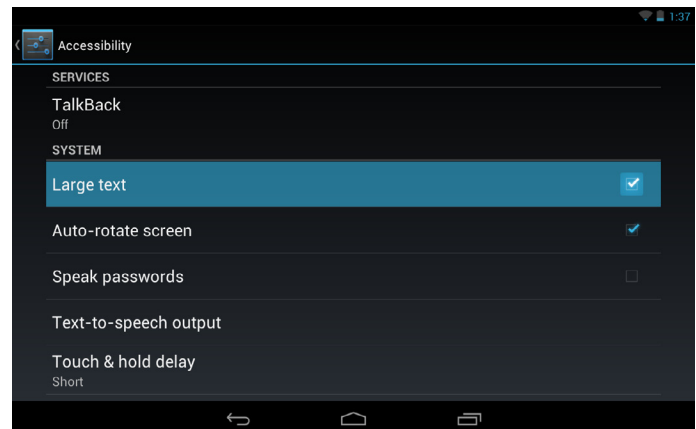 1:37
Accessibility
SERVICES
TalkBack
Off
SYSTEM
Large text
Auto-rotate screen
Speak passwords
Text-to-speech output
Touch & hold delay
Short